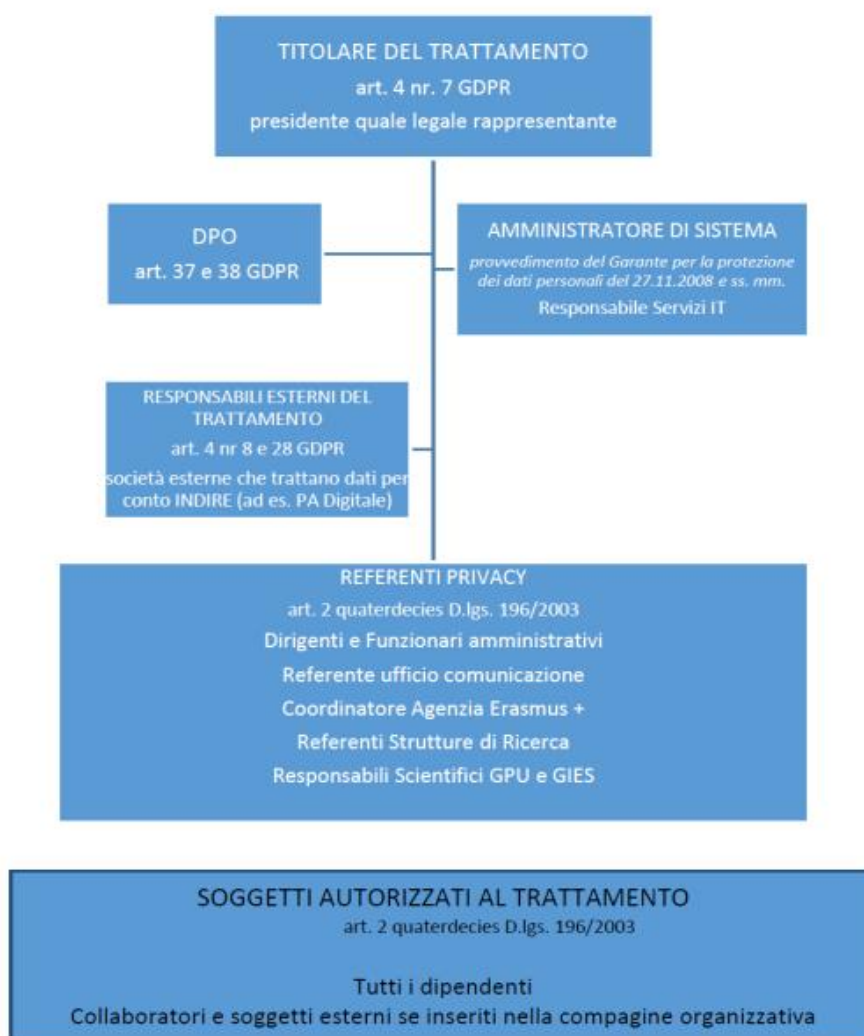 TITOLARE DEL TRATTAMENTO
art. 4 nr. 7 GDPR
presidente quale legale rappresentante
DPO
art. 37 e 38 GDPR
AMMINISTRATORE DI SISTEMA
provvedimento del Garante per la protezione
dei dati personali del 27.11.2008 e ss. mm.
Responsabile Servizi IT
RESPONSABILI ESTERNI DEL
TRATTAMENTO
art. 4 nr 8 e 28 GDPR
società esterne che trattano dati per
conto INDIRE (ad es. PA Digitale)
REFERENTI PRIVACY
art. 2 quaterdecies D.lgs. 196/2003
Dirigenti e Funzionari amministrativi
Referente ufficio comunicazione
Coordinatore Agenzia Erasmus +
Referenti Strutture di Ricerca
Responsabili Scientifici GPU e GIES
SOGGETTI AUTORIZZATI AL TRATTAMENTO
art. 2 quaterdecies D.lgs. 196/2003
Tutti i dipendenti
Collaboratori e soggetti esterni se inseriti nella compagine organizzativa